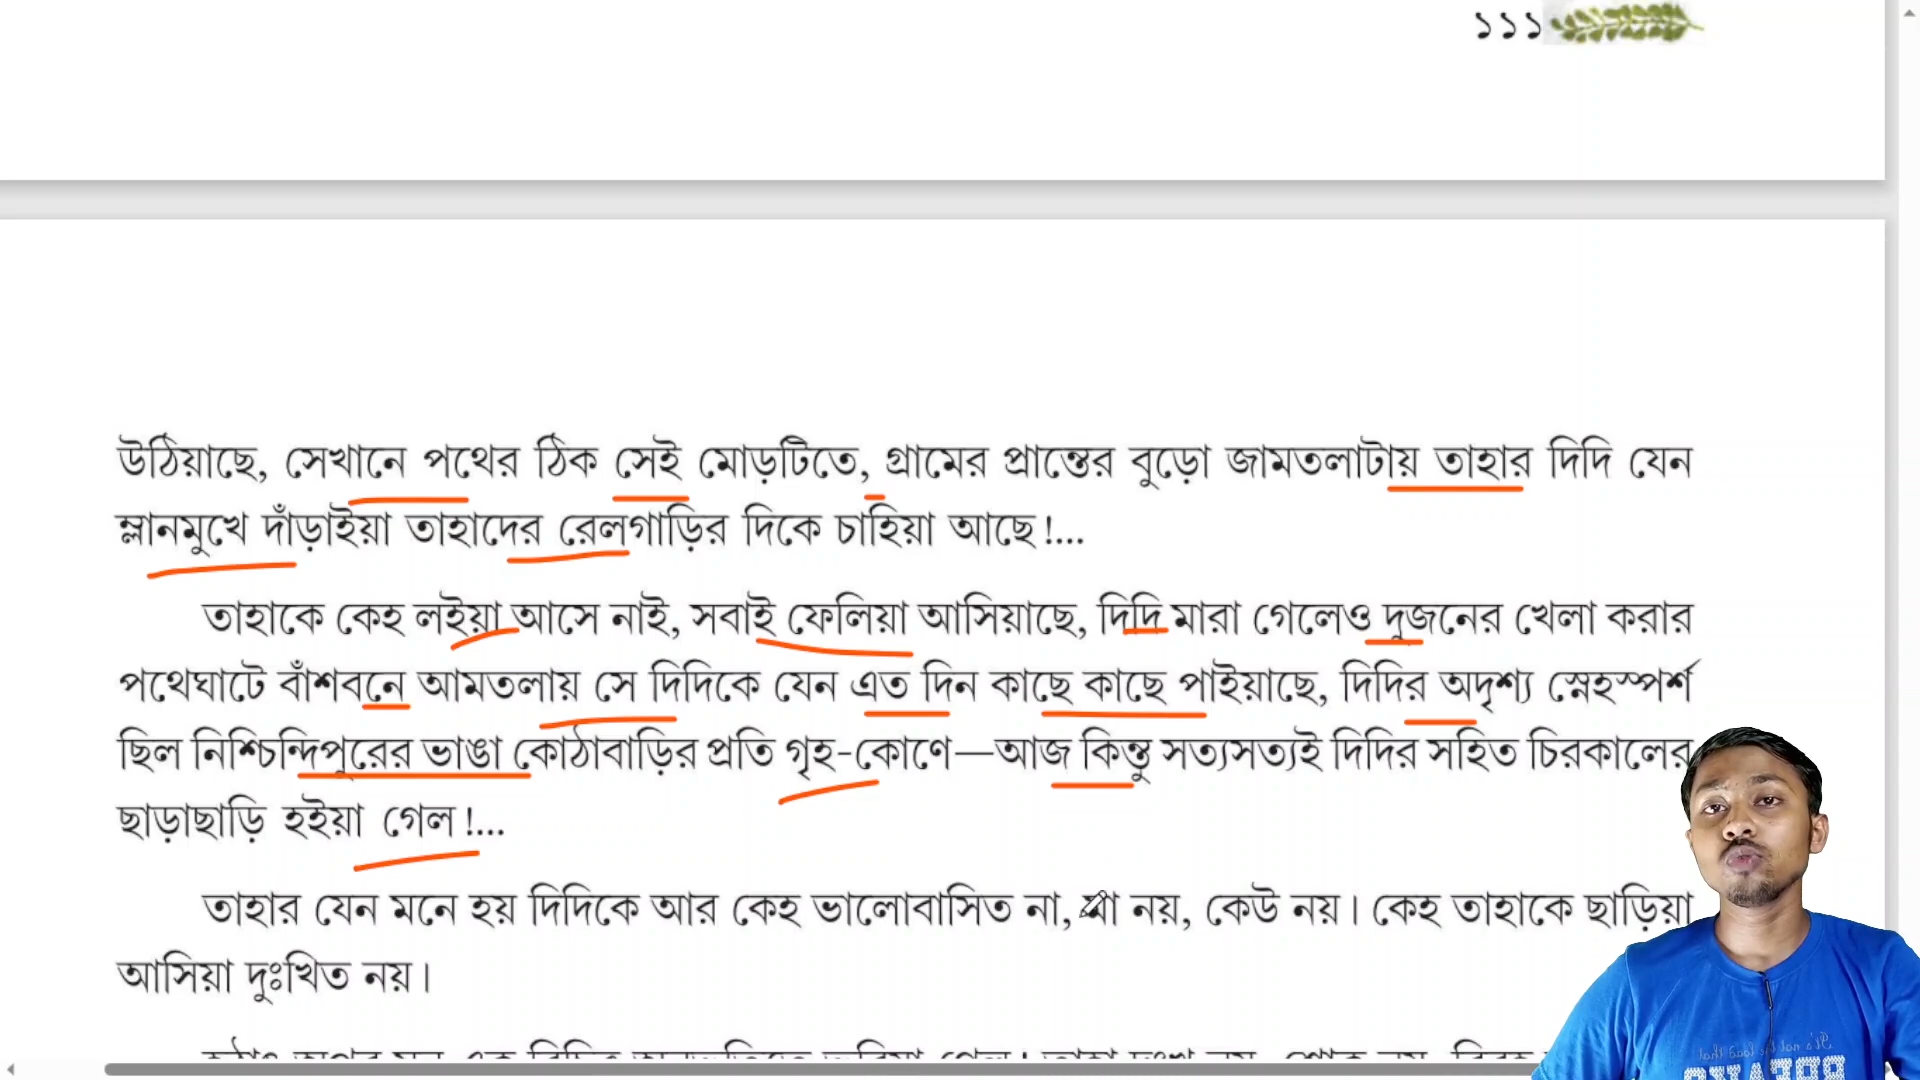 ১১১
উঠিয়াছে, সেখানে পথের ঠিক সেই মোড়টিতে, গ্রামের প্রান্তের বুড়ো জামতলাটায় তাহার দিদি যেন
ম্লানমুখে দাঁড়াইয়া তাহাদের রেলগাড়ির দিকে চাহিয়া আছে!...
তাহাকে কেহ লইয়া আসে নাই, সবাই ফেলিয়া আসিয়াছে, দিদি মারা গেলেও দুজনের খেলা করার
পথেঘাটে বাঁশবনে আমতলায় সে দিদিকে যেন এত দিন কাছে কাছে পাইয়াছে, দিদির অদৃশ্য স্নেহস্পর্শ
ছিল নিশ্চিন্দিপুরের ভাঙা কোঠাবাড়ির প্রতি গৃহ-কোণে—আজ কিন্তু সত্যসত্যই দিদির সহিত চিরকালের
ছাড়াছাড়ি হইয়া গেল!...
তাহার যেন মনে হয় দিদিকে আর কেহ ভালোবাসিত না, মা নয়, কেউ নয়। কেহ তাহাকে ছাড়িয়া
আসিয়া দুঃখিত নয়।